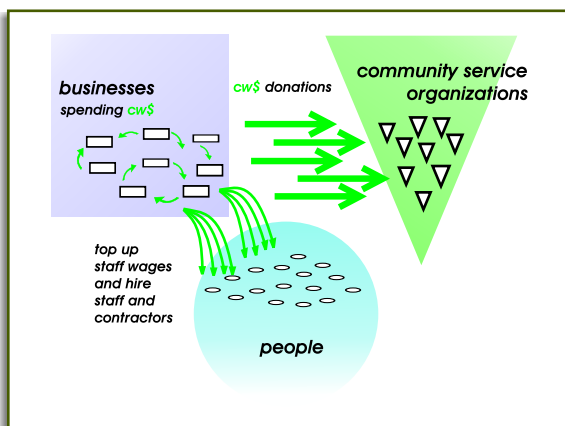 businesses
spending cw$
cw$ donations
community service
organizations
top up
staff wages
and hire
staff and
contractors
people